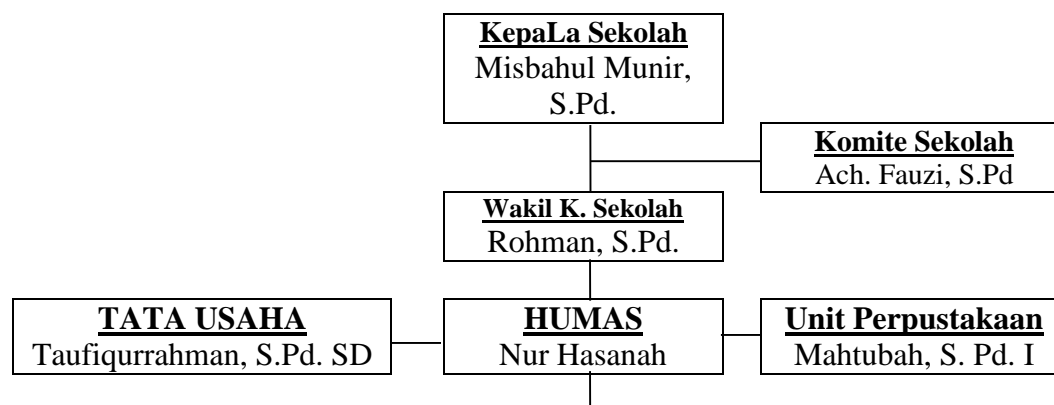 KepaLa Sekolah
Misbahul Munir,
S.Pd.
Komite Sekolah
Ach. Fauzi, S.Pd
Wakil K. Sekolah
Rohman, S.Pd.
TATA USAHA
Taufiqurrahman, S.Pd. SD
HUMAS
Nur Hasanah
Unit Perpustakaan
Mahtubah, S. Pd. I